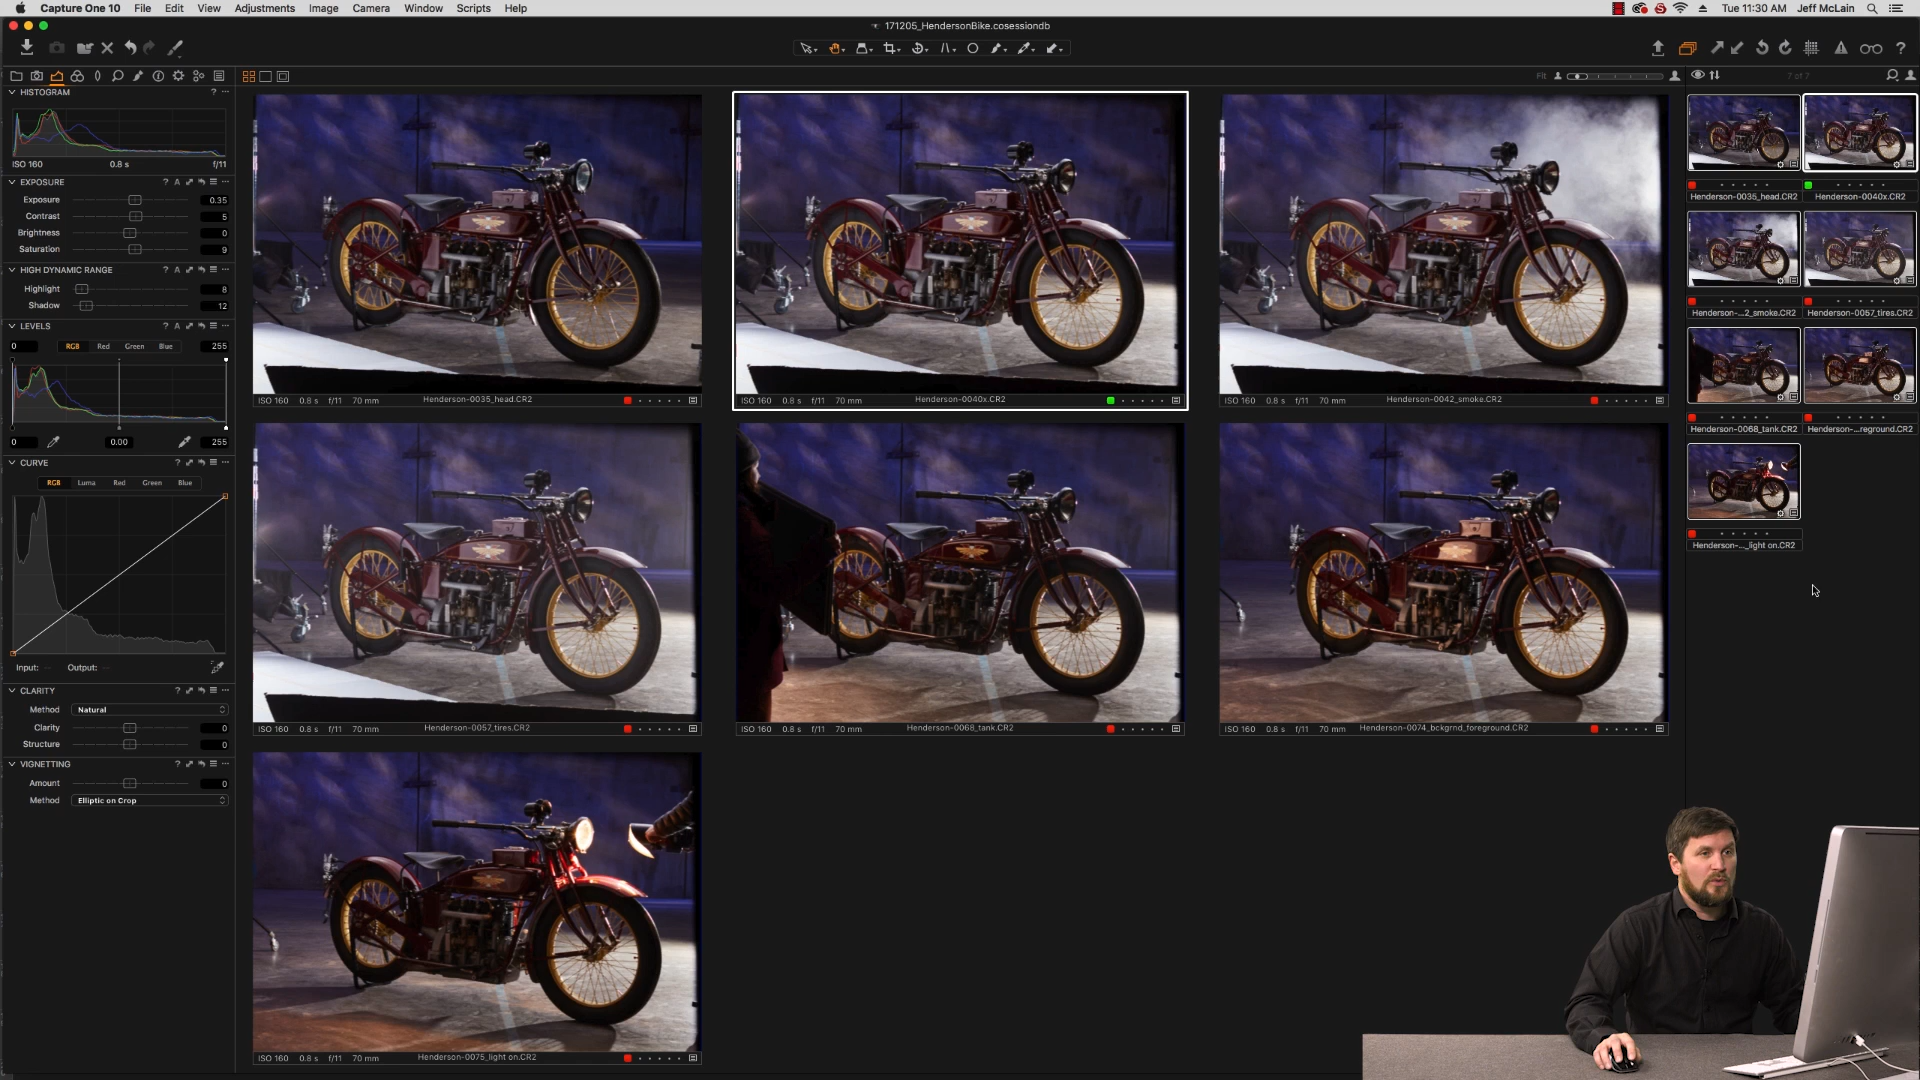 Capture One 10 File Edit View Adjustments Image Camera Window Scripts Help Tue 11:30 AM Jeff McLain
171205_HendersonBike.cosessiondb
Fit
7 of 7
HISTOGRAM
ISO 160 0.8 s f/11
EXPOSURE
Exposure 0.35
Contrast 5
Brightness 0
Saturation 9
HIGH DYNAMIC RANGE
Highlight 8
Shadow 12
LEVELS
0 RGB Red Green Blue 255
0 0.00 255
CURVE
RGB Luma Red Green Blue
Input: Output:
CLARITY
Method Natural
Clarity 0
Structure 0
VIGNETTING
Amount 0
Method Elliptic on Crop
ISO 160 0.8 s f/11 70 mm Henderson-0035_head.CR2
ISO 160 0.8 s f/11 70 mm Henderson-0040x.CR2
ISO 160 0.8 s f/11 70 mm Henderson-0042_smoke.CR2
ISO 160 0.8 s f/11 70 mm Henderson-0057_tires.CR2
ISO 160 0.8 s f/11 70 mm Henderson-0068_tank.CR2
ISO 160 0.8 s f/11 70 mm Henderson-0074_bckgrnd_foreground.CR2
ISO 160 0.8 s f/11 70 mm Henderson-0075_light on.CR2
Henderson-0035_head.CR2 Henderson-0040x.CR2
Henderson-...2_smoke.CR2 Henderson-0057_tires.CR2
Henderson-0068_tank.CR2 Henderson-...reground.CR2
Henderson-..._light on.CR2